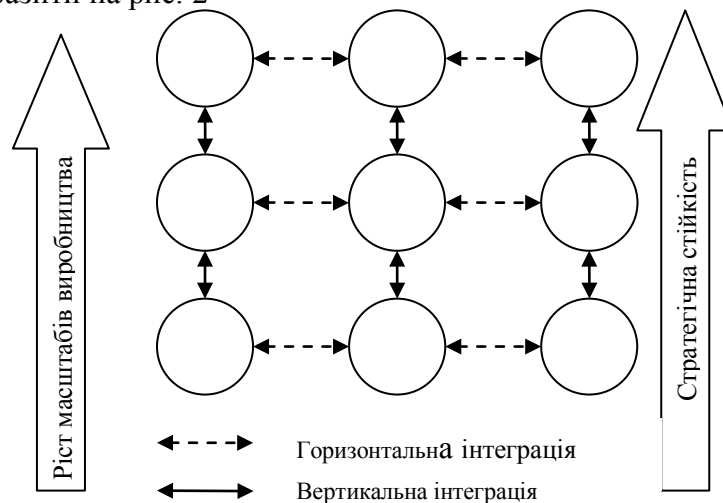 разити на рис. 2
Ріст масштабів виробництва
Стратегічна стійкість
Горизонтальна інтеграція
Вертикальна інтеграція